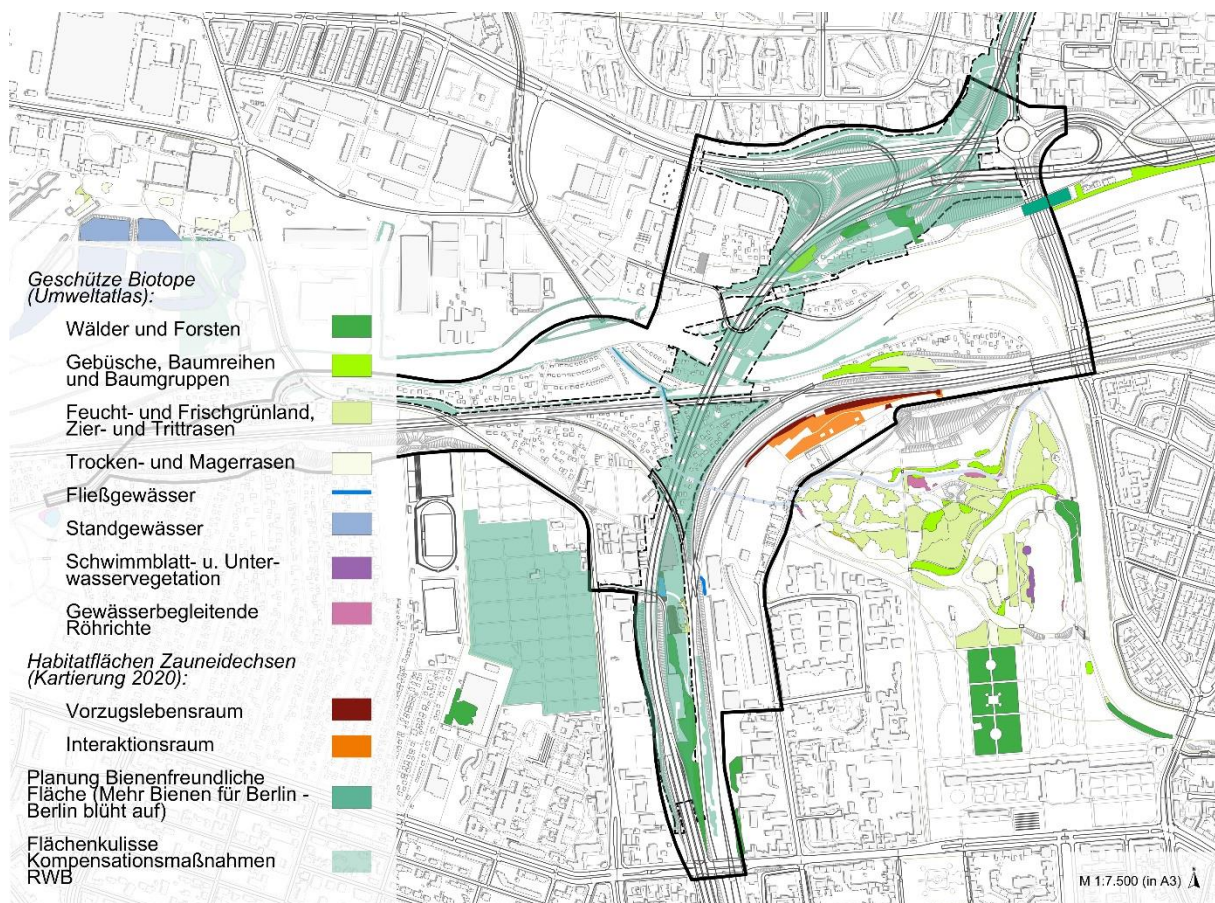 Geschütze Biotope
(Umweltatlas):
Wälder und Forsten
Gebüsche, Baumreihen
und Baumgruppen
Feucht- und Frischgrünland,
Zier- und Trittrasen
Trocken- und Magerrasen
Fließgewässer
Standgewässer
Schwimmblatt- u. Unter-
wasservegetation
Gewässerbegleitende
Röhrichte
Habitatflächen Zauneidechsen
(Kartierung 2020):
Vorzugslebensraum
Interaktionsraum
Planung Bienenfreundliche
Fläche (Mehr Bienen für Berlin -
Berlin blüht auf)
Flächenkulisse
Kompensationsmaßnahmen
RWB
M 1:7.500 (in A3)